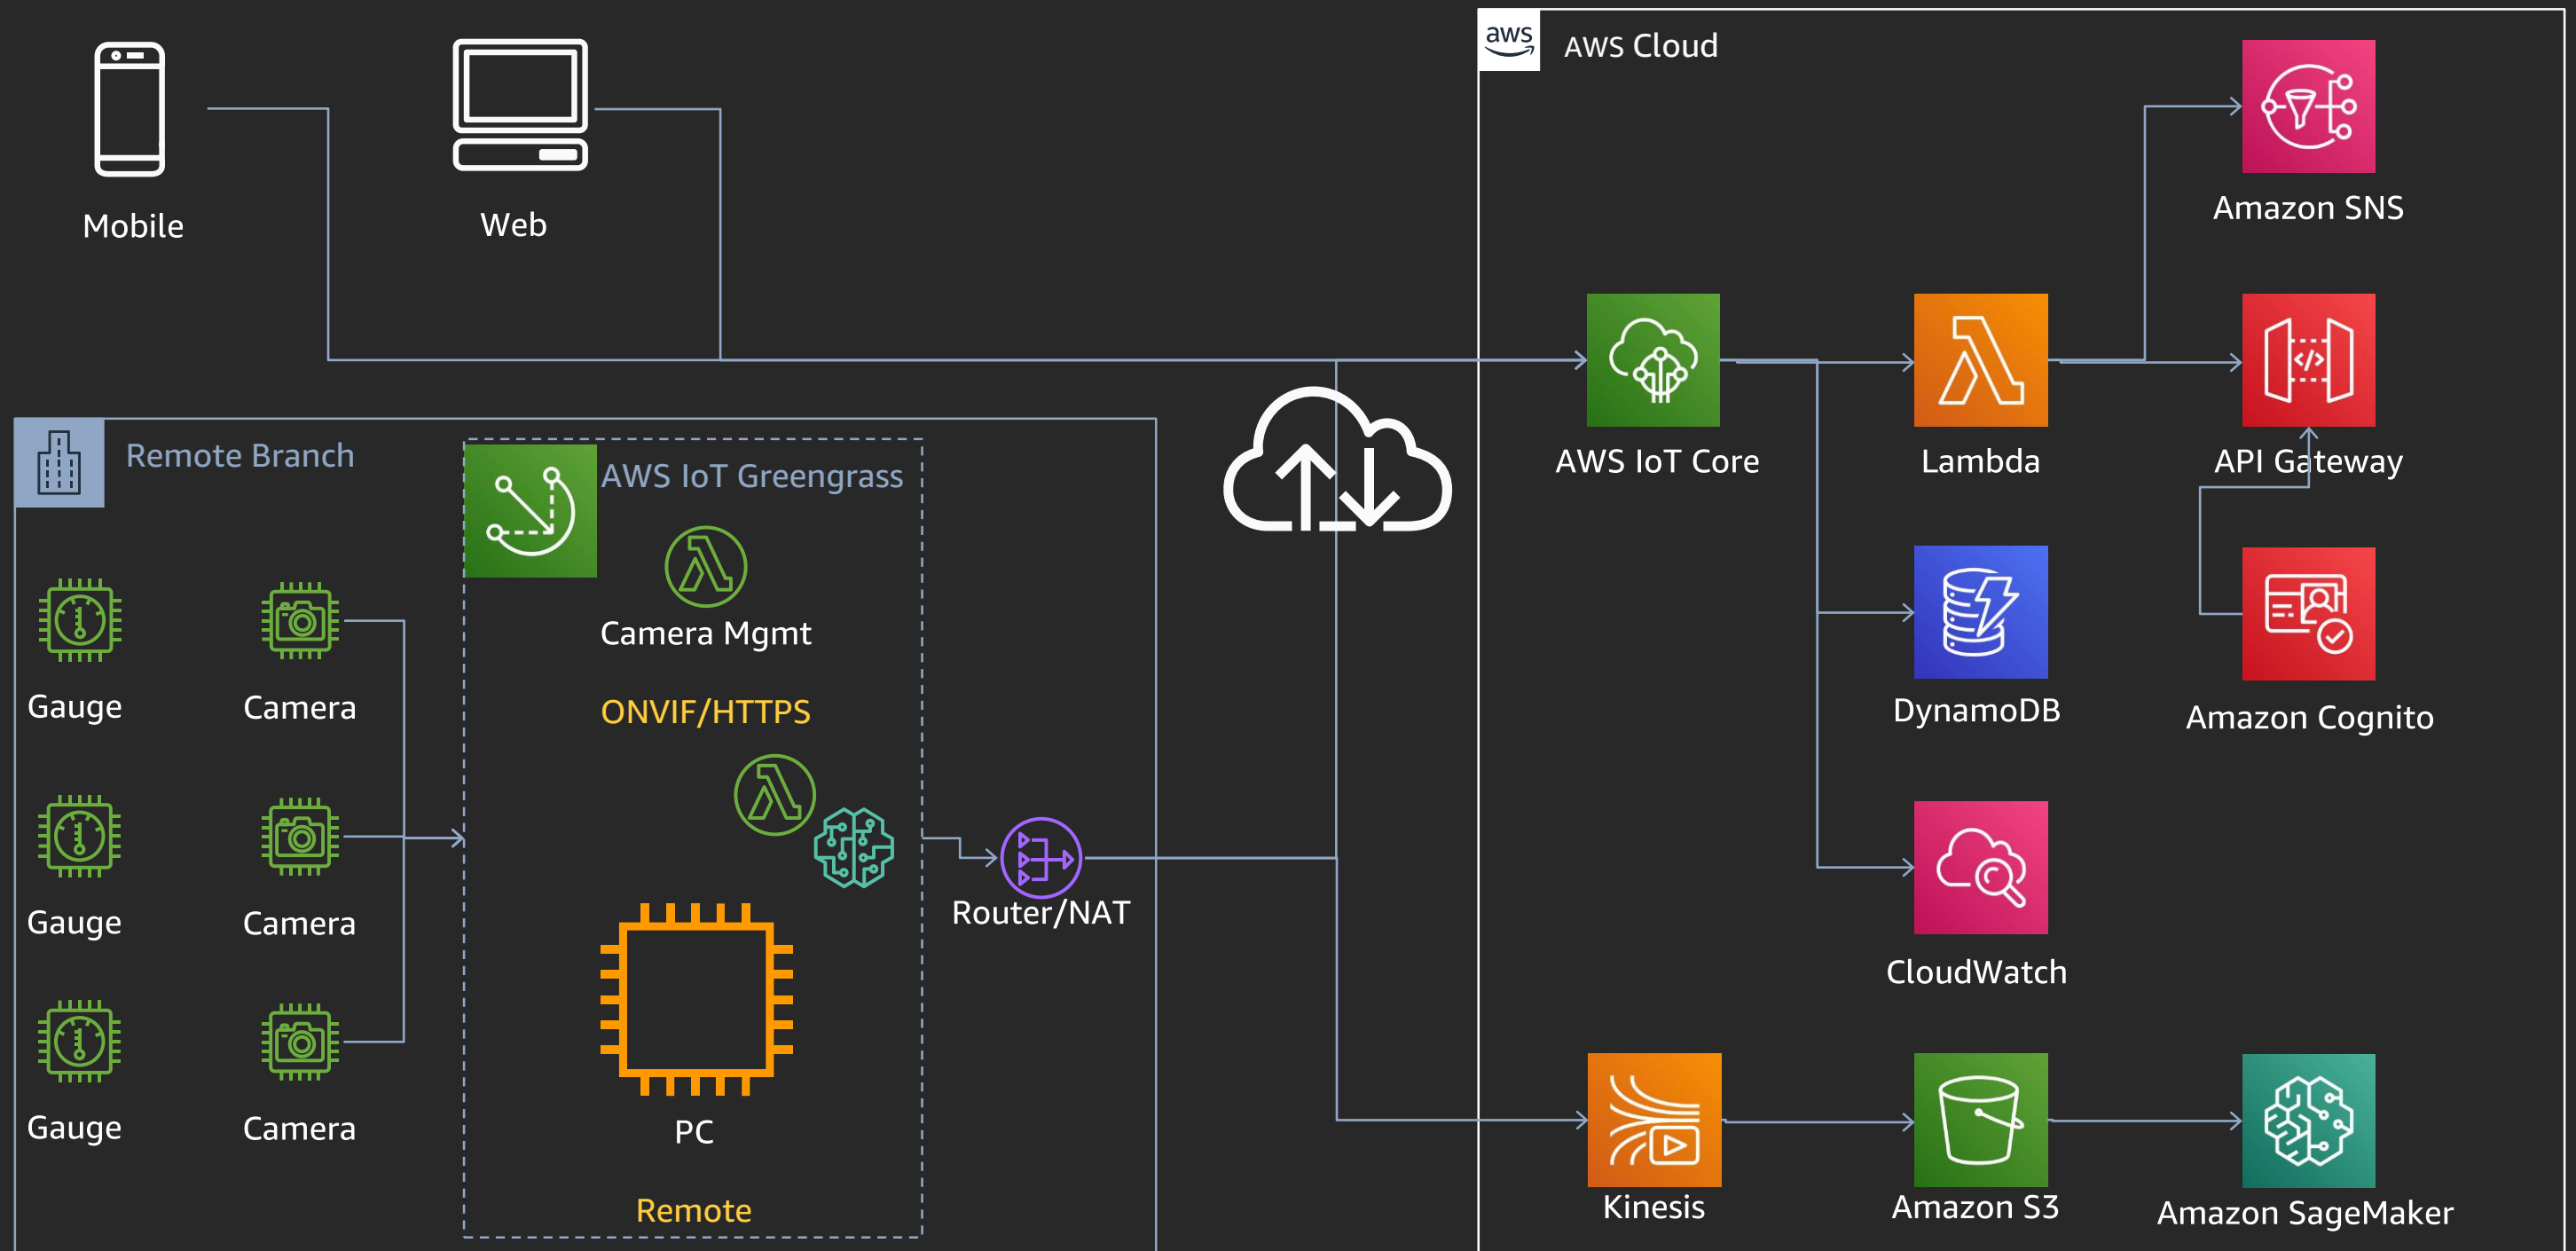 Mobile
Web
aws
AWS Cloud
Amazon SNS
Remote Branch
AWS IoT Greengrass
AWS IoT Core
Lambda
</>
API Gateway
Camera Mgmt
Gauge
Camera
ONVIF/HTTPS
DynamoDB
Amazon Cognito
Gauge
Camera
Router/NAT
CloudWatch
Gauge
Camera
PC
Remote
Kinesis
Amazon S3
Amazon SageMaker